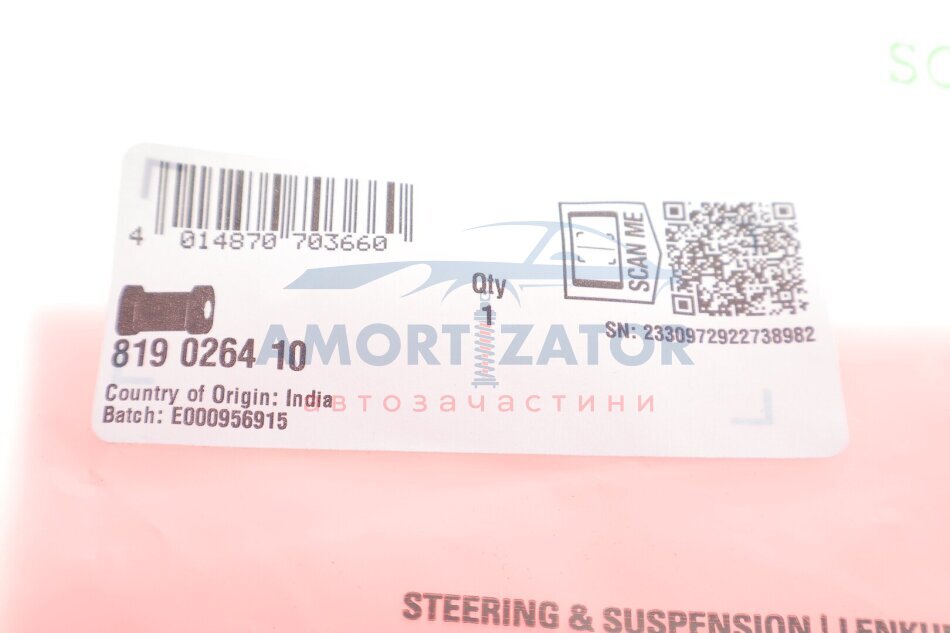 SC
4 014870 703660
SCAN ME
Qty
1
SN: 2330972922738982
819 0264 10
AMORTIZATOR
автозачастини
Country of Origin: India
Batch: E000956915
STEERING & SUSPENSION | LENKU